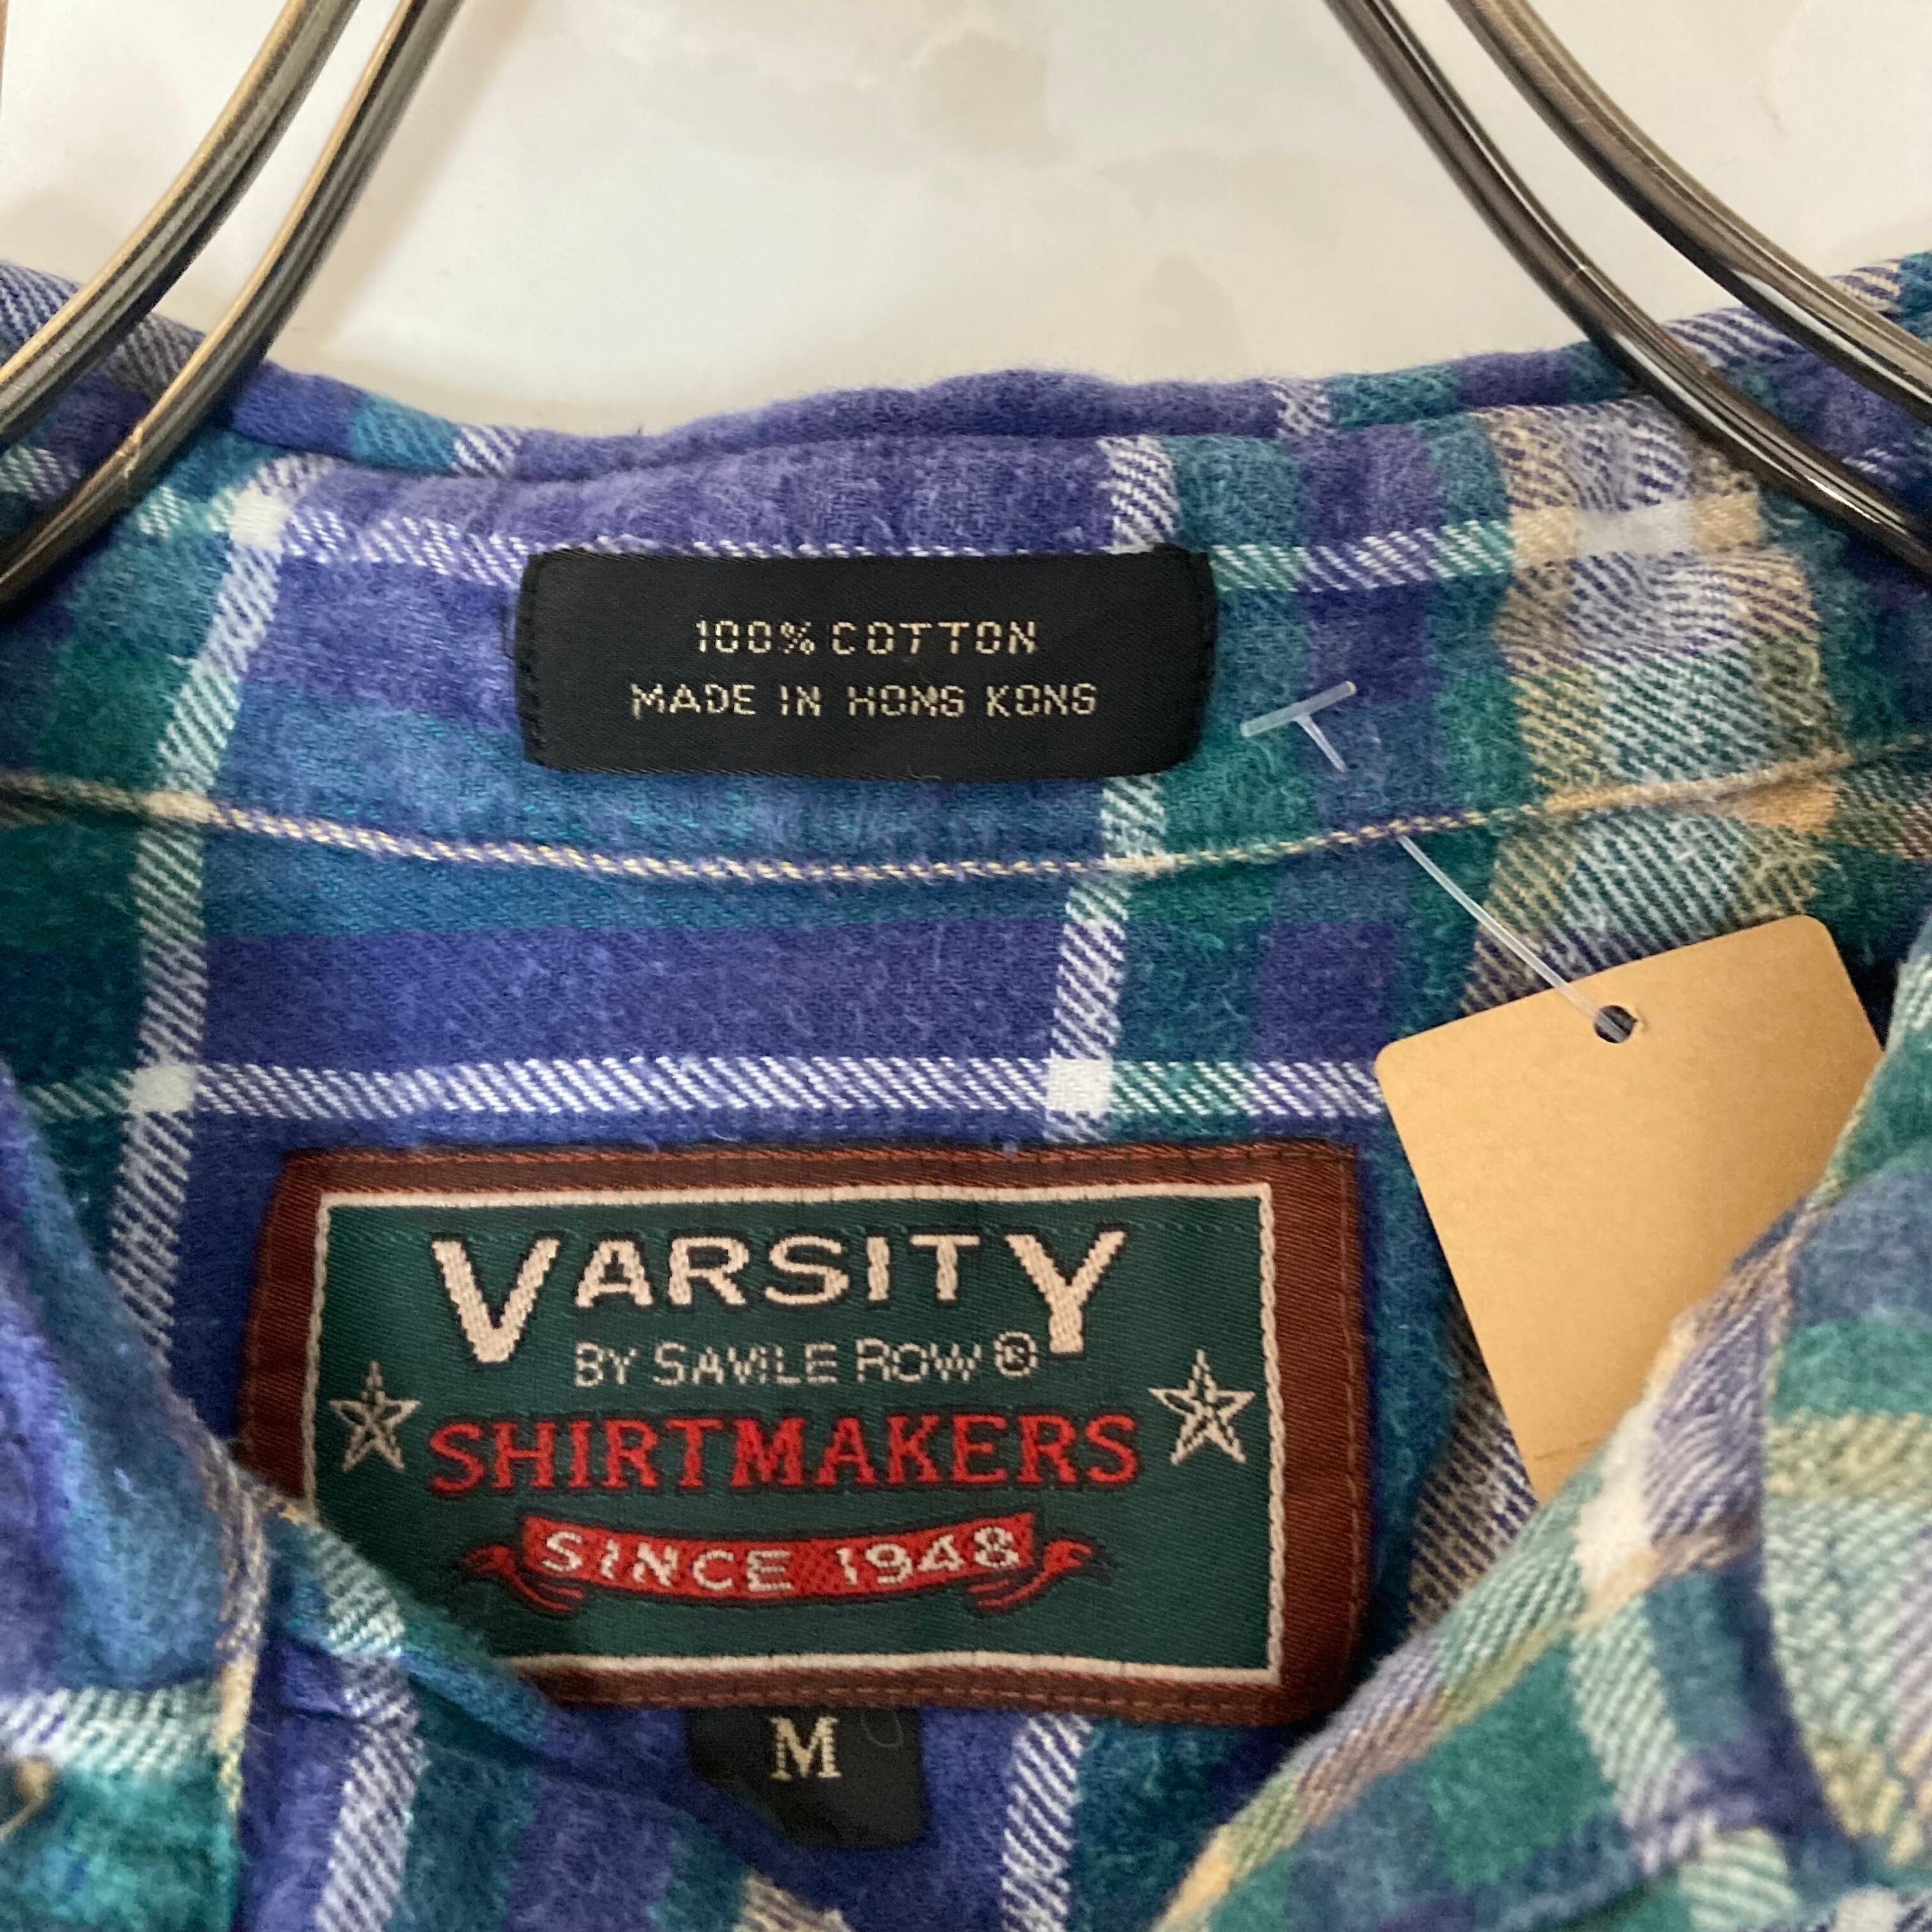 100% COTTON
MADE IN HONG KONG
VARSITY
BY SAVILE ROW ®
SHIRTMAKERS
SINCE 1948
M